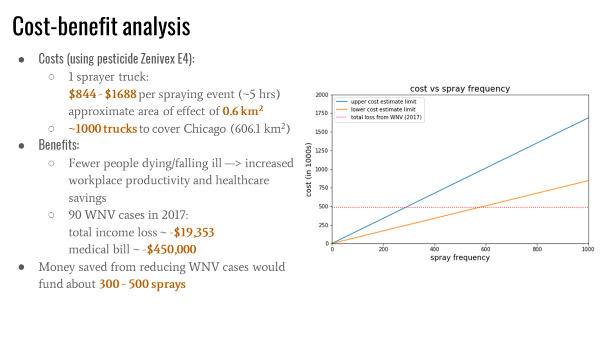 Cost-benefit analysis
● Costs (using pesticide Zenivex E4):
○ 1 sprayer truck:
$844 - $1688 per spraying event (~5 hrs)
approximate area of effect of 0.6 km²
○ ~1000 trucks to cover Chicago (606.1 km²)
● Benefits:
○ Fewer people dying/falling ill —> increased
workplace productivity and healthcare
savings
○ 90 WNV cases in 2017:
total income loss ~ -$19,353
medical bill ~ -$450,000
● Money saved from reducing WNV cases would
fund about 300 - 500 sprays
cost vs spray frequency
upper cost estimate limit
lower cost estimate limit
total loss from WNV (2017)
cost (in 1000s)
2000
1750
1500
1250
1000
750
500
250
0
0 200 400 600 800 1000
spray frequency